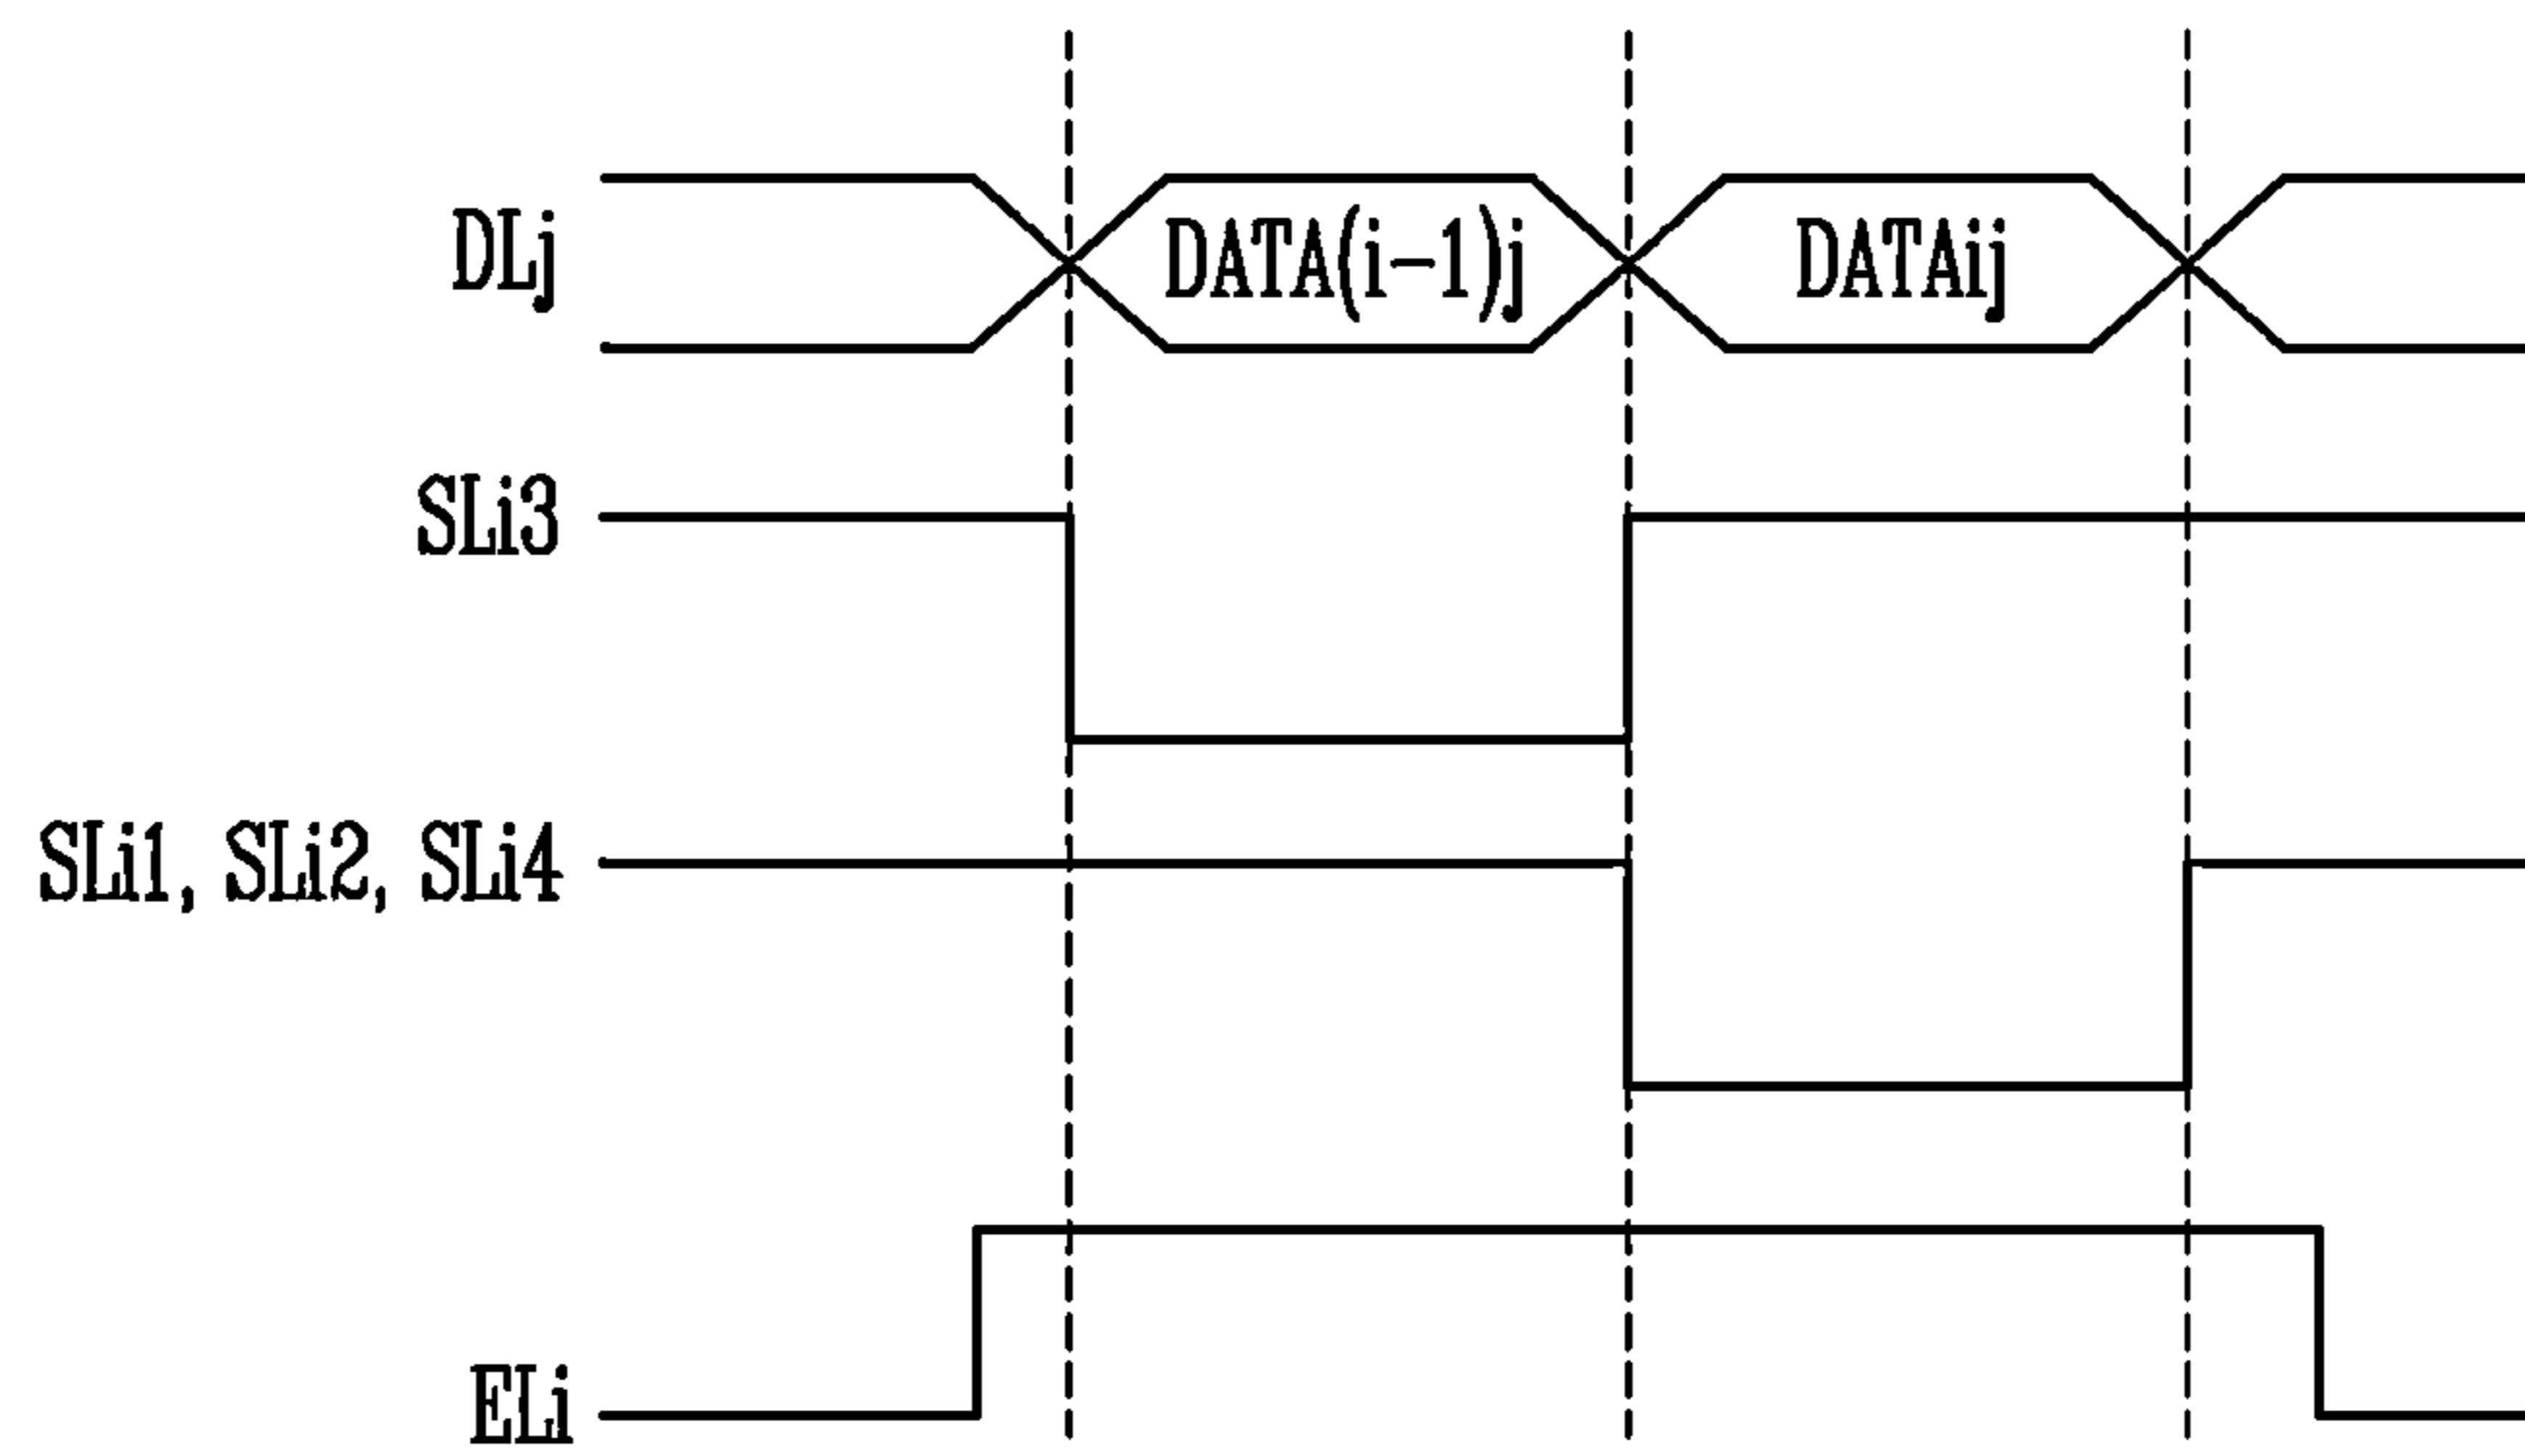 DLj DATA(i-1)j DATAij
SLi3
SLi1, SLi2, SLi4
ELi